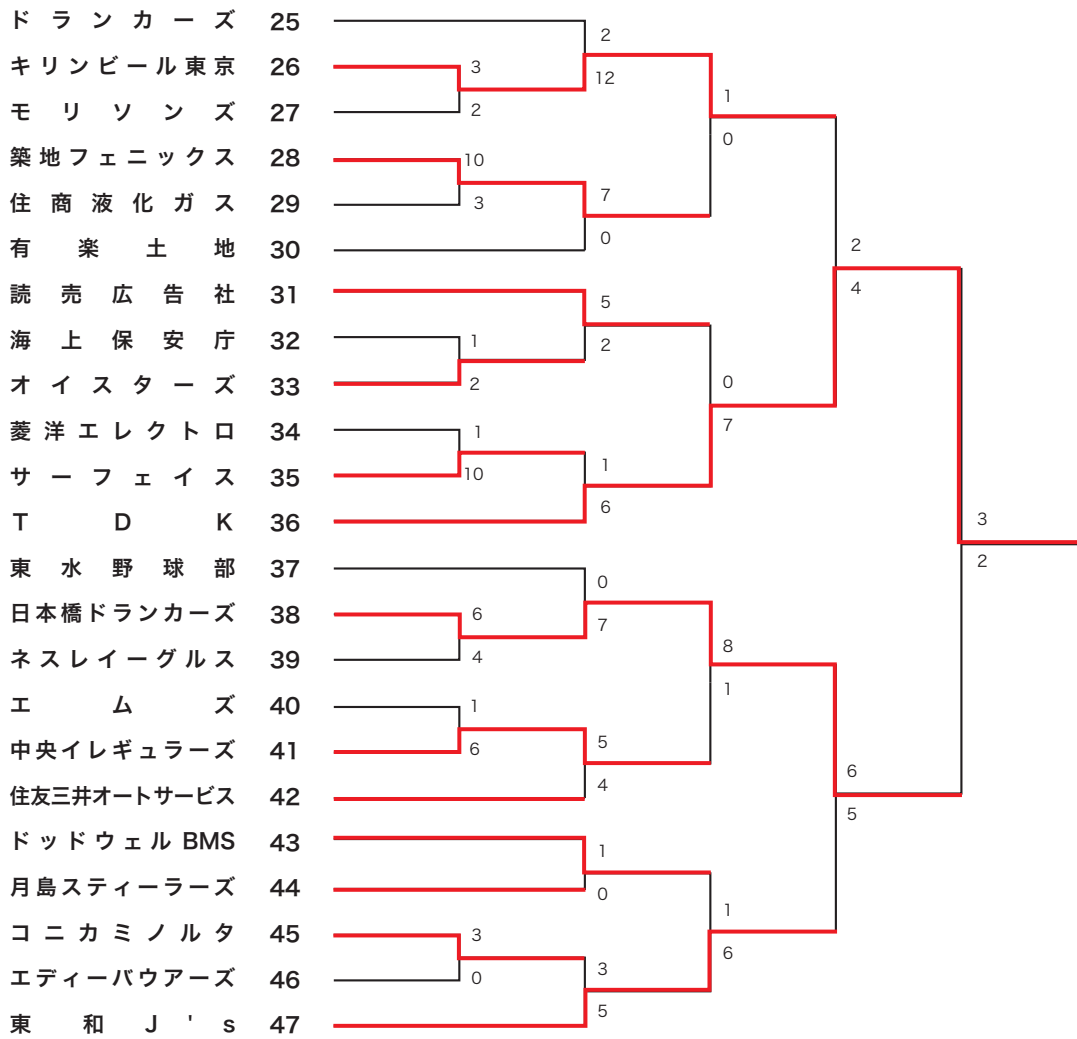 ドランカーズ 25
2
キリンビール東京 26
3
12
モリソンズ 27
2
1
0
築地フェニックス 28
10
住商液化ガス 29
3
7
有楽土地 30
0
2
4
読売広告社 31
5
海上保安庁 32
1
2
オイスターズ 33
2
0
7
菱洋エレクトロ 34
1
サーフェイス 35
10
1
TDK 36
6
3
2
東水野球部 37
0
日本橋ドランカーズ 38
6
7
ネスレイーグルス 39
4
8
1
エムズ 40
1
中央イレギュラーズ 41
6
5
住友三井オートサービス 42
4
6
5
ドッドウェル BMS 43
1
月島スティーラーズ 44
0
1
6
コニカミノルタ 45
3
エディーバウアーズ 46
0
3
東和 J's 47
5